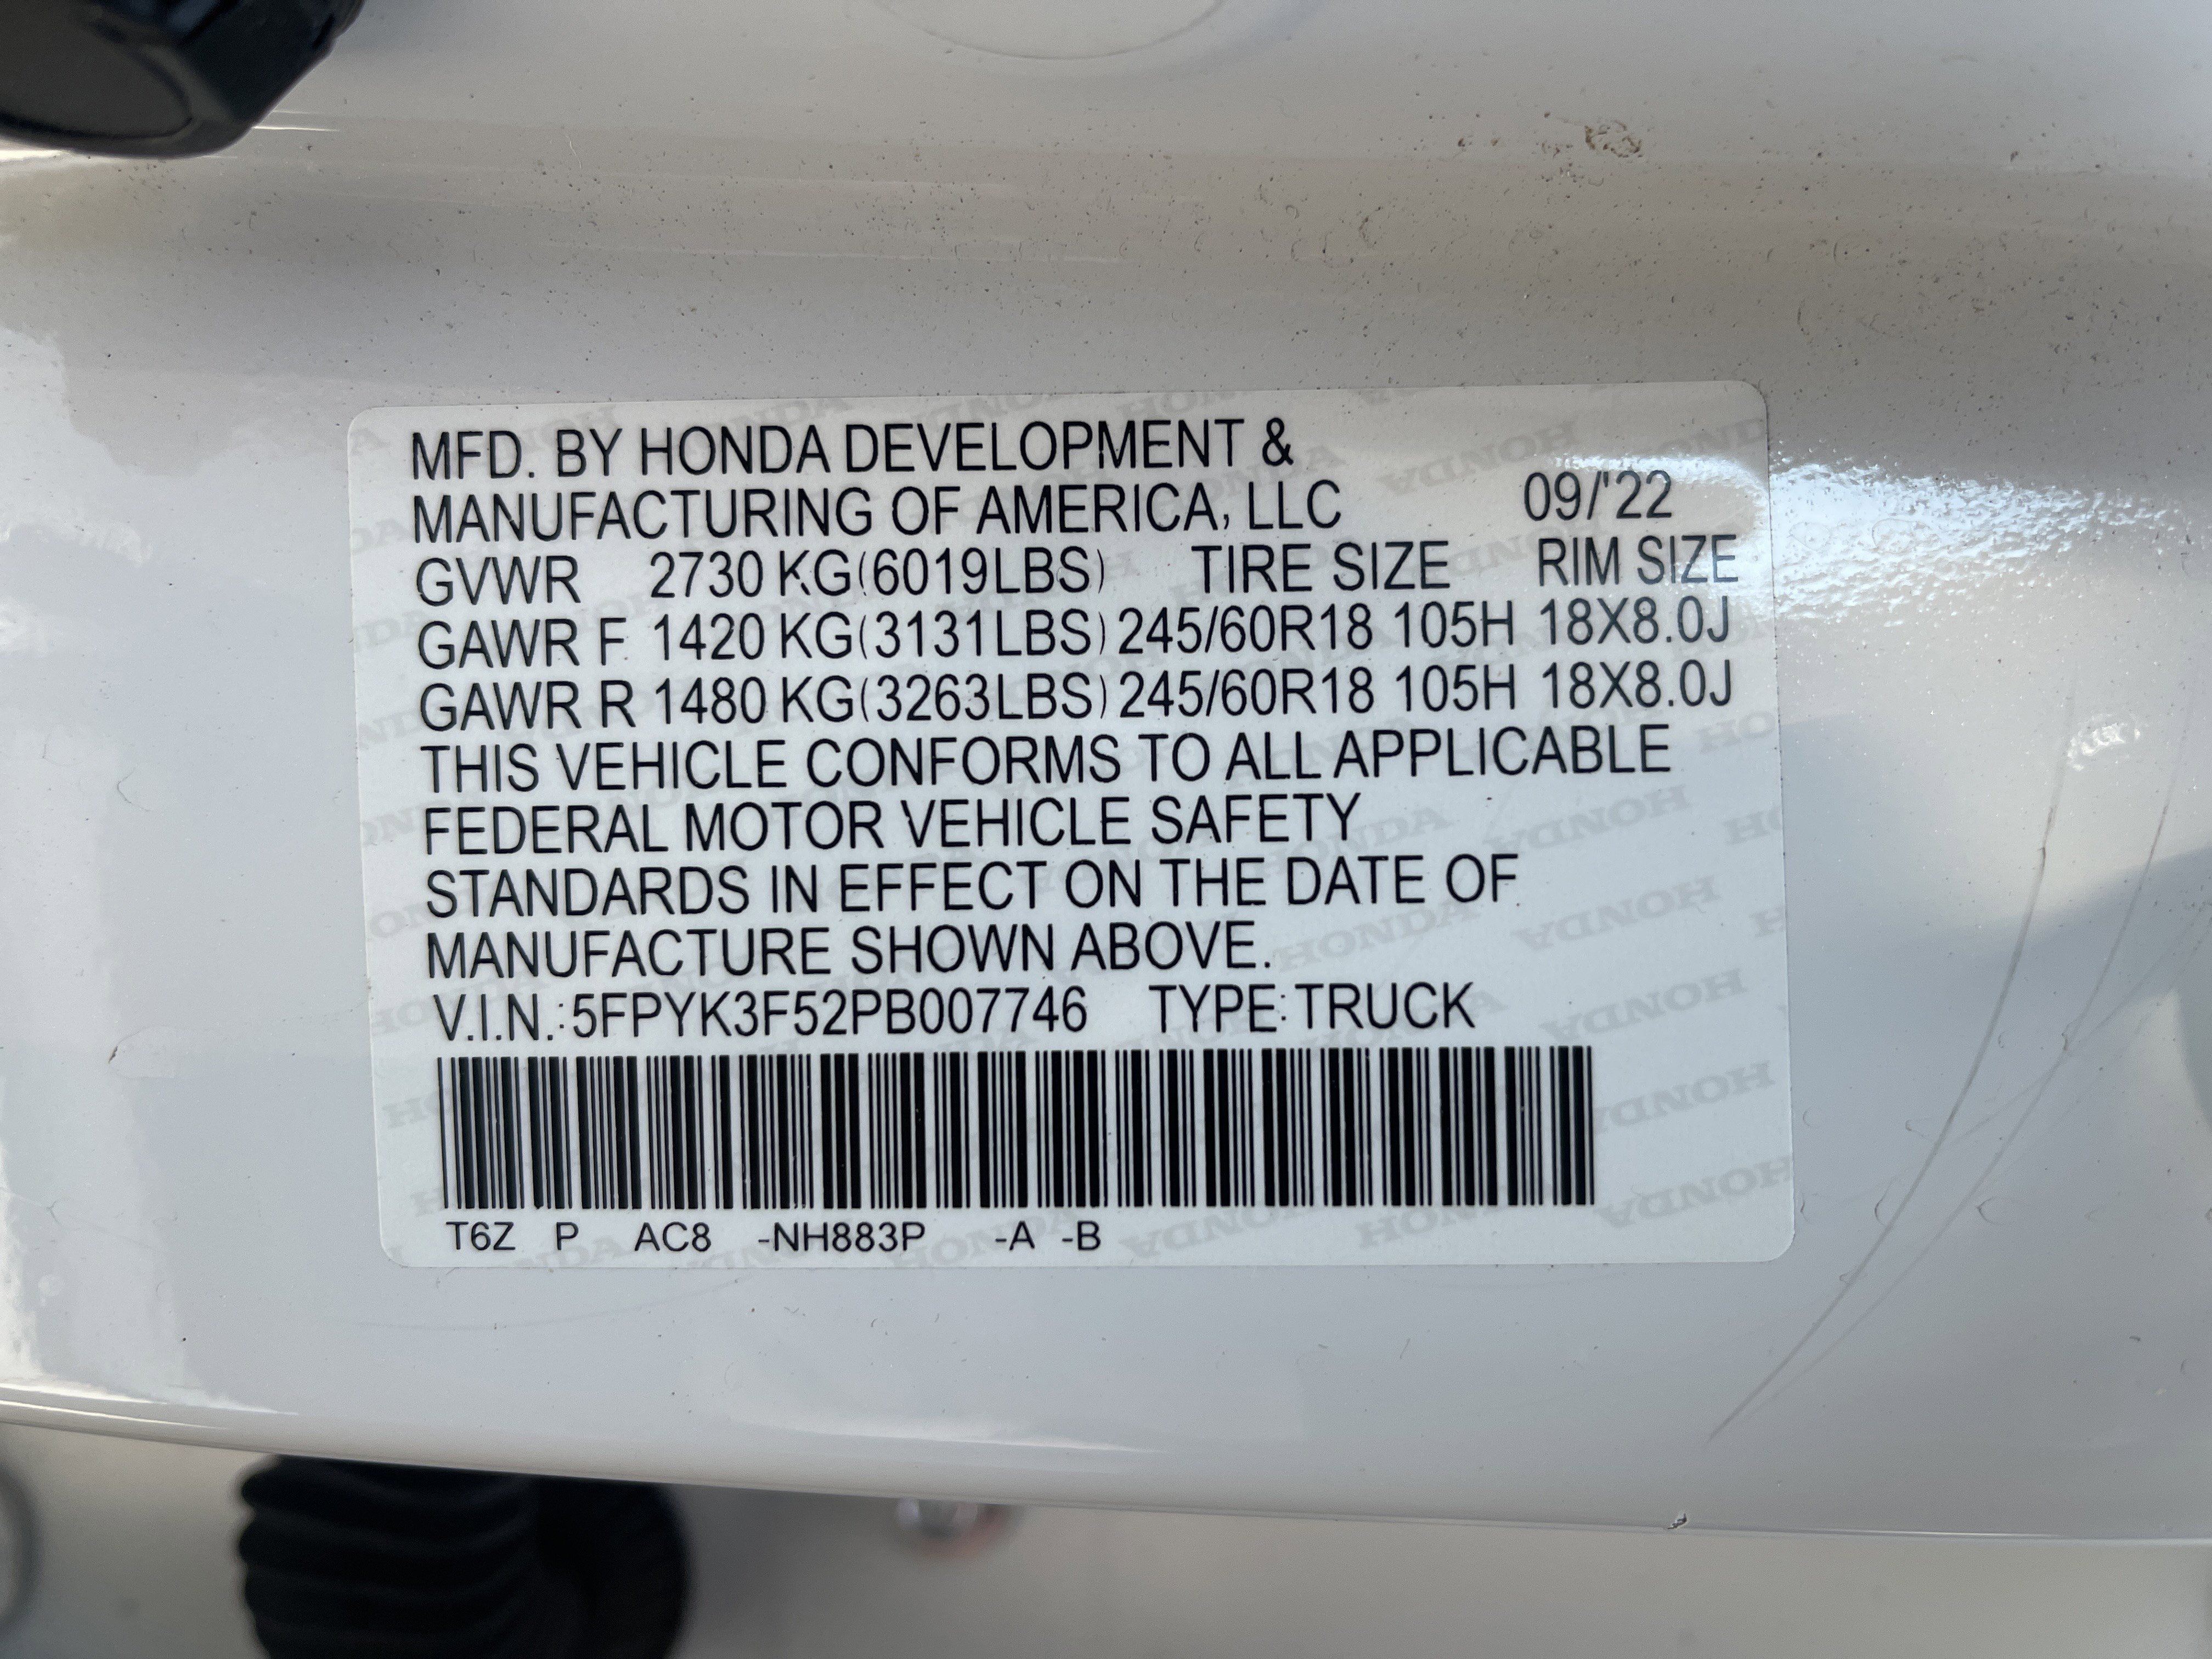 MFD. BY HONDA DEVELOPMENT &
MANUFACTURING OF AMERICA, LLC 09/'22
GVWR 2730 KG(6019LBS) TIRE SIZE RIM SIZE
GAWR F 1420 KG(3131LBS) 245/60R18 105H 18X8.0J
GAWR R 1480 KG(3263LBS) 245/60R18 105H 18X8.0J
THIS VEHICLE CONFORMS TO ALL APPLICABLE
FEDERAL MOTOR VEHICLE SAFETY
STANDARDS IN EFFECT ON THE DATE OF
MANUFACTURE SHOWN ABOVE.
V.I.N.:5FPYK3F52PB007746 TYPE:TRUCK
T6Z P AC8 -NH883P -A -B